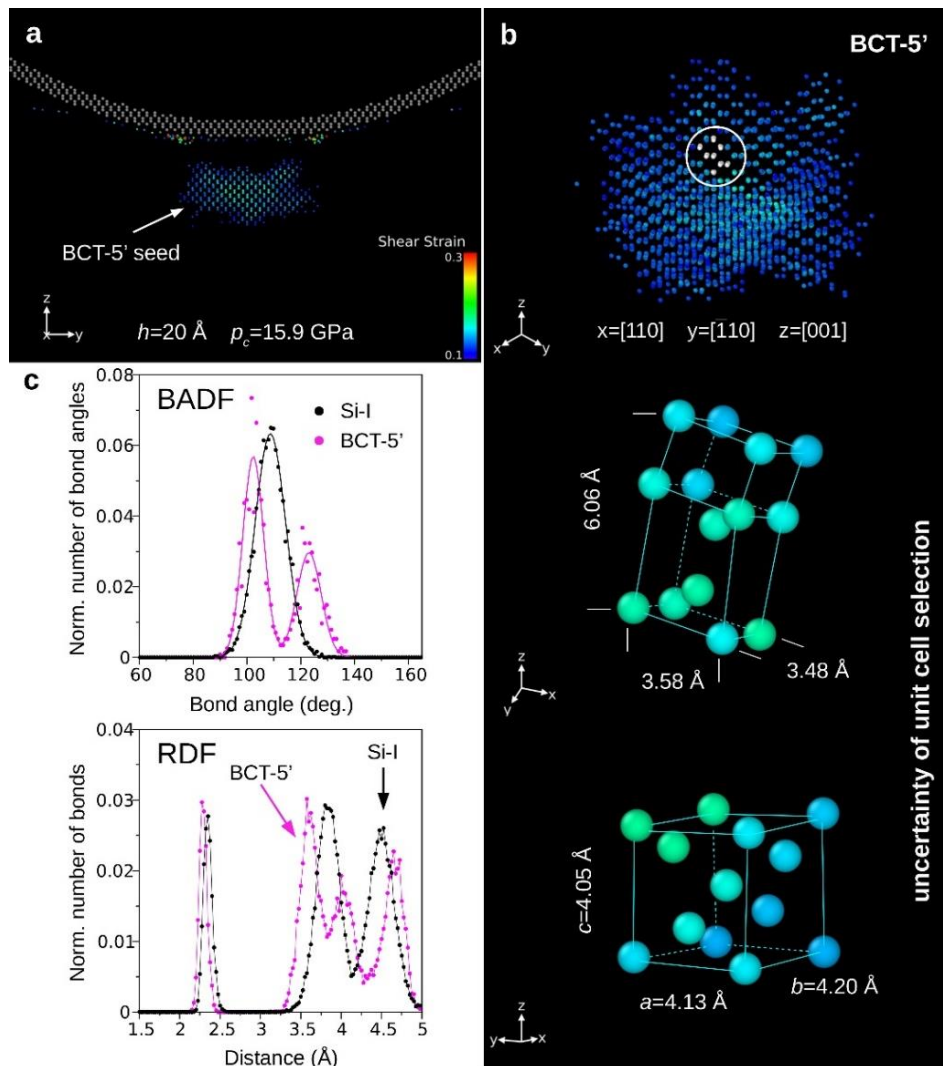 a
BCT-5' seed
Shear Strain
0.3
0.1
z
x
y
h=20 Å
p_c=15.9 GPa
b
BCT-5'
z
x
y
x=[110] y=[110] z=[001]
6.06 Å
3.58 Å
3.48 Å
z
y
x
c=4.05 Å
a=4.13 Å
b=4.20 Å
z
y
x
uncertainty of unit cell selection
c
BADF
Si-I
BCT-5'
Norm. number of bond angles
0.08
0.06
0.04
0.02
0
60 80 100 120 140 160
Bond angle (deg.)
RDF
BCT-5'
Si-I
Norm. number of bonds
0.04
0.03
0.02
0.01
0.00
1.5 2 2.5 3 3.5 4 4.5 5
Distance (Å)